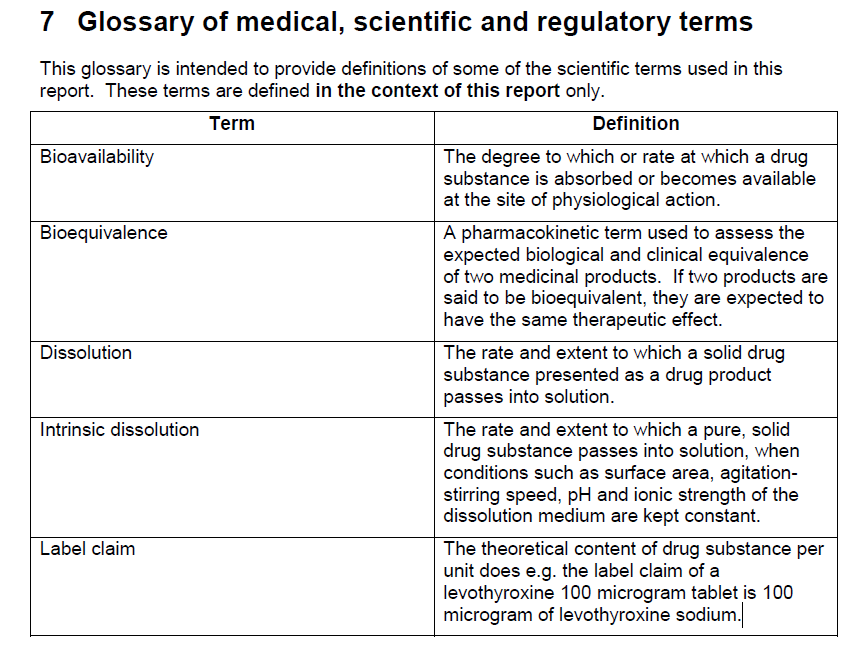 7 Glossary of medical, scientific and regulatory terms
This glossary is intended to provide definitions of some of the scientific terms used in this
report. These terms are defined in the context of this report only.
Term
Definition
Bioavailability
The degree to which or rate at which a drug
substance is absorbed or becomes available
at the site of physiological action.
Bioequivalence
A pharmacokinetic term used to assess the
expected biological and clinical equivalence
of two medicinal products. If two products are
said to be bioequivalent, they are expected to
have the same therapeutic effect.
Dissolution
The rate and extent to which a solid drug
substance presented as a drug product
passes into solution.
Intrinsic dissolution
The rate and extent to which a pure, solid
drug substance passes into solution, when
conditions such as surface area, agitation-
stirring speed, pH and ionic strength of the
dissolution medium are kept constant.
Label claim
The theoretical content of drug substance per
unit does e.g. the label claim of a
levothyroxine 100 microgram tablet is 100
microgram of levothyroxine sodium.